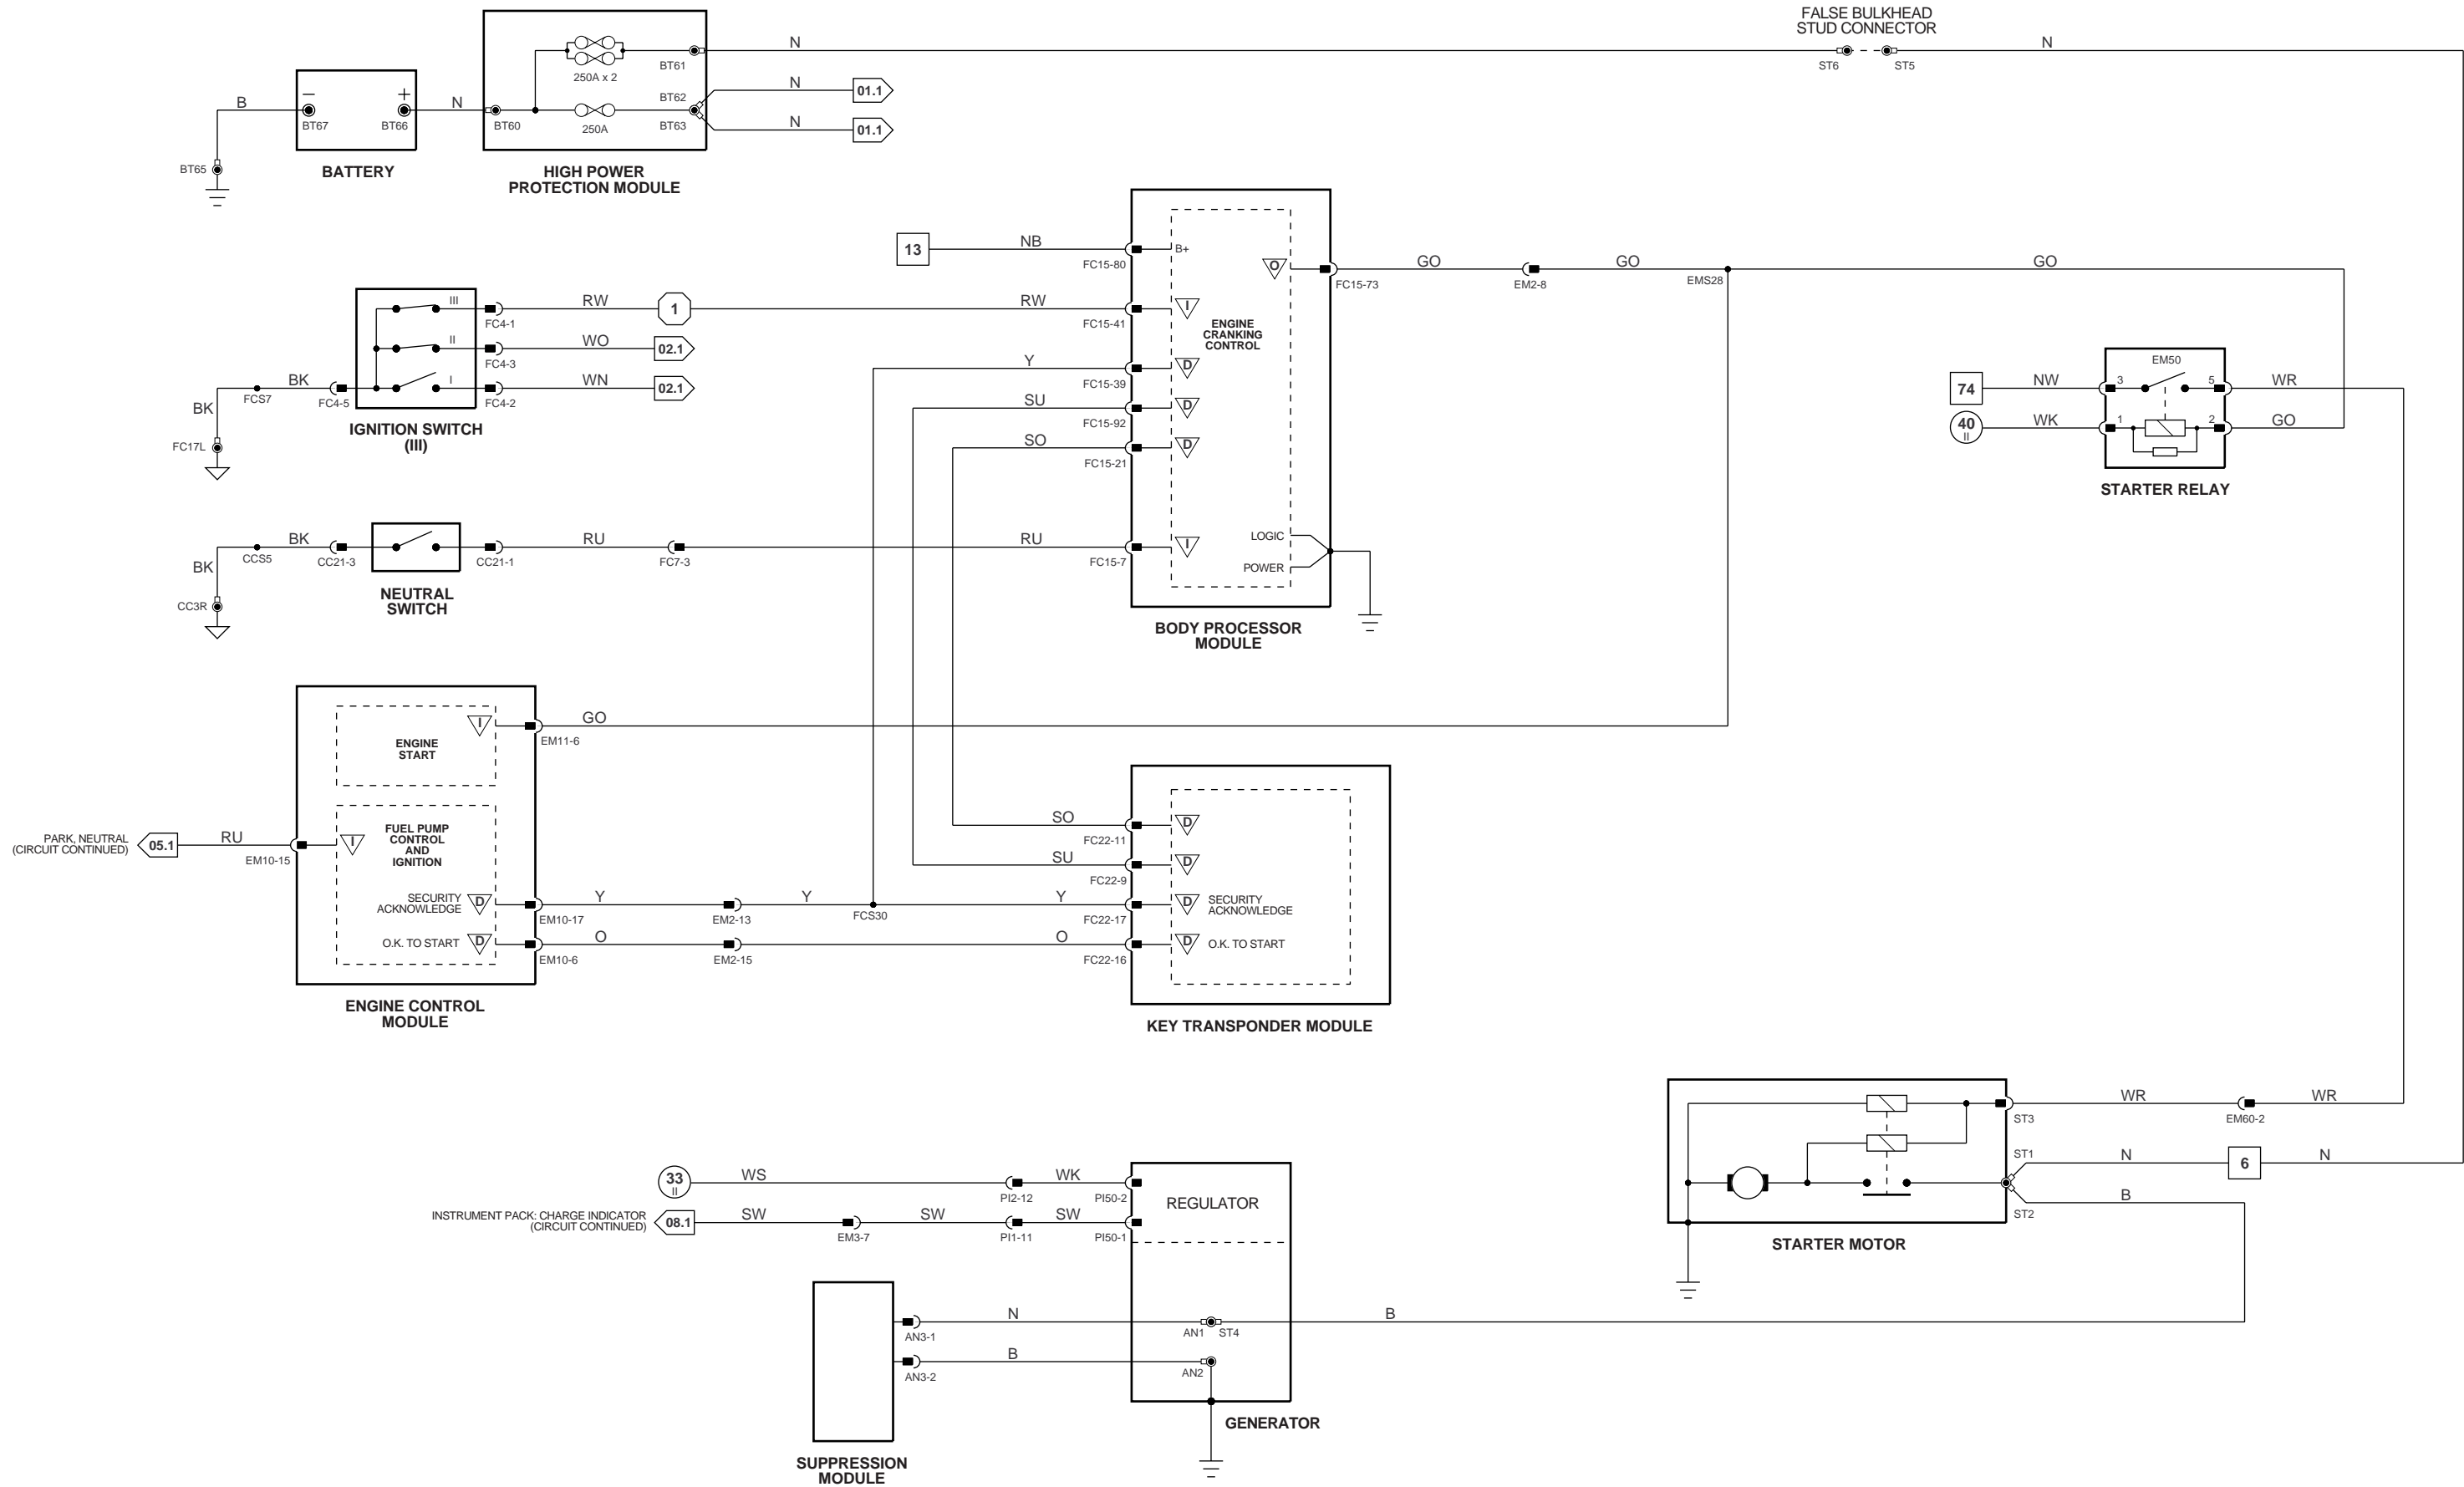 FALSE BULKHEAD
STUD CONNECTOR
N
N
ST6
ST5
250A x 2
BT61
B
–
+
N
BT67
BT66
BT60
250A
BT62
BT63
N
01.1
N
01.1
BT65
BATTERY
HIGH POWER
PROTECTION MODULE
13
NB
FC15-80
B+
O
FC15-73
GO
EM2-8
GO
EMS28
GO
III
FC4-1
RW
1
RW
FC15-41
I
ENGINE
CRANKING
CONTROL
II
FC4-3
WO
02.1
BK
FCS7
BK
FC4-5
I
FC4-2
WN
02.1
FC17L
IGNITION SWITCH
(III)
Y
FC15-39
D
SU
FC15-92
D
SO
FC15-21
D
EM50
74
NW
3
5
WR
40
II
WK
1
2
GO
STARTER RELAY
BK
CCS5
BK
CC21-3
CC21-1
RU
FC7-3
RU
FC15-7
I
LOGIC
POWER
CC3R
NEUTRAL
SWITCH
BODY PROCESSOR
MODULE
ENGINE
START
I
EM11-6
GO
PARK, NEUTRAL
(CIRCUIT CONTINUED)
05.1
RU
EM10-15
I
FUEL PUMP
CONTROL
AND
IGNITION
SECURITY
ACKNOWLEDGE
D
EM10-17
Y
EM2-13
Y
FCS30
Y
FC22-17
D
SECURITY
ACKNOWLEDGE
O.K. TO START
D
EM10-6
O
EM2-15
O
FC22-16
D
O.K. TO START
SO
FC22-11
D
SU
FC22-9
D
ENGINE CONTROL
MODULE
KEY TRANSPONDER MODULE
ST3
WR
EM60-2
WR
ST1
N
6
N
B
ST2
STARTER MOTOR
33
II
WS
PI2-12
WK
PI50-2
REGULATOR
INSTRUMENT PACK: CHARGE INDICATOR
(CIRCUIT CONTINUED)
08.1
SW
EM3-7
SW
PI1-11
SW
PI50-1
AN3-1
N
AN1
ST4
B
AN3-2
B
AN2
GENERATOR
SUPPRESSION
MODULE